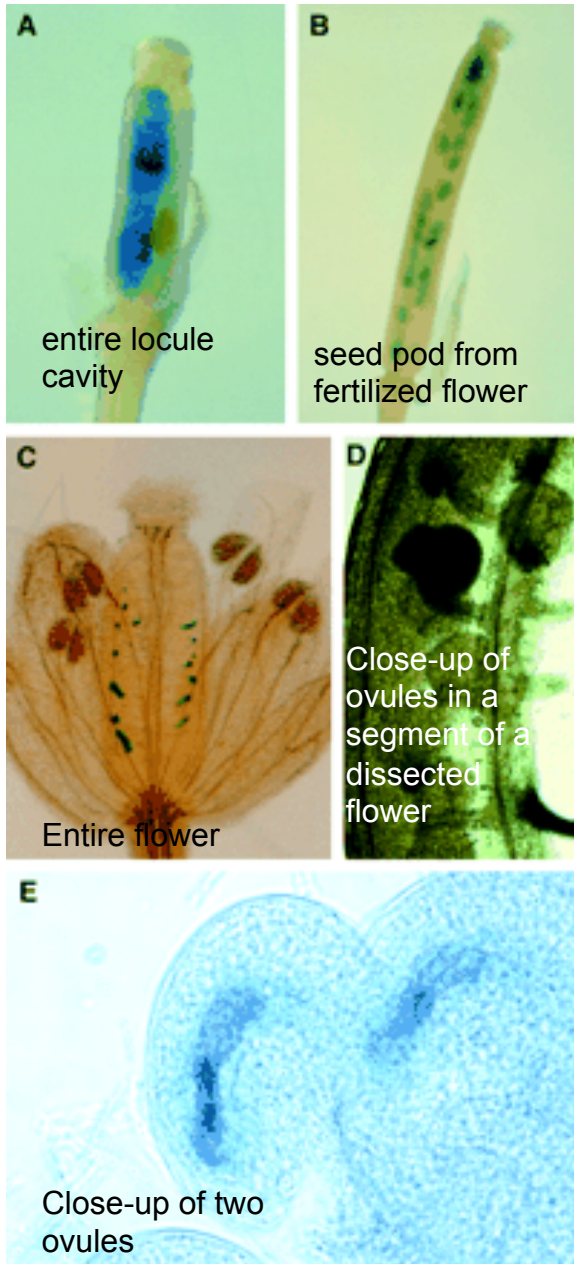 A
entire locule
cavity
B
seed pod from
fertilized flower
C
Entire flower
D
Close-up of
ovules in a
segment of a
dissected
flower
E
Close-up of two
ovules